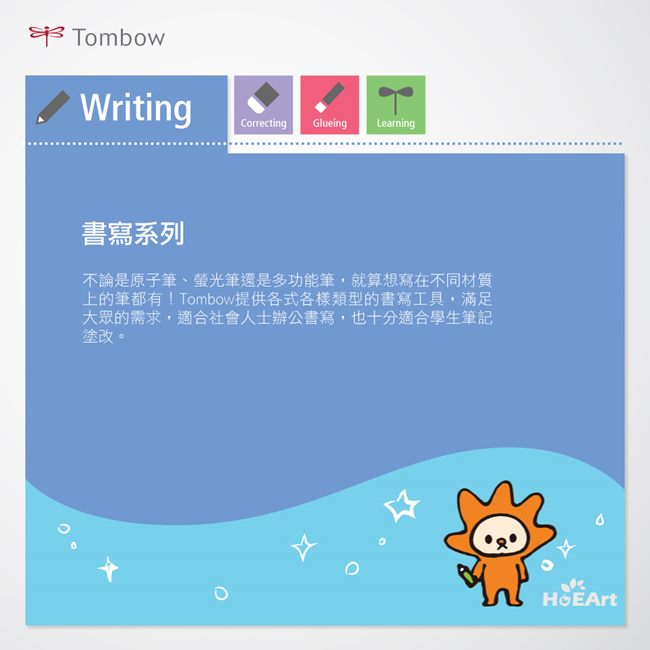 Tombow
Writing
Correcting
Glueing
Learning
書寫系列
不論是原子筆、螢光筆還是多功能筆，就算想寫在不同材質
上的筆都有！Tombow提供各式各樣類型的書寫工具，滿足
大眾的需求，適合社會人士辦公書寫，也十分適合學生筆記
塗改。
HoEArt